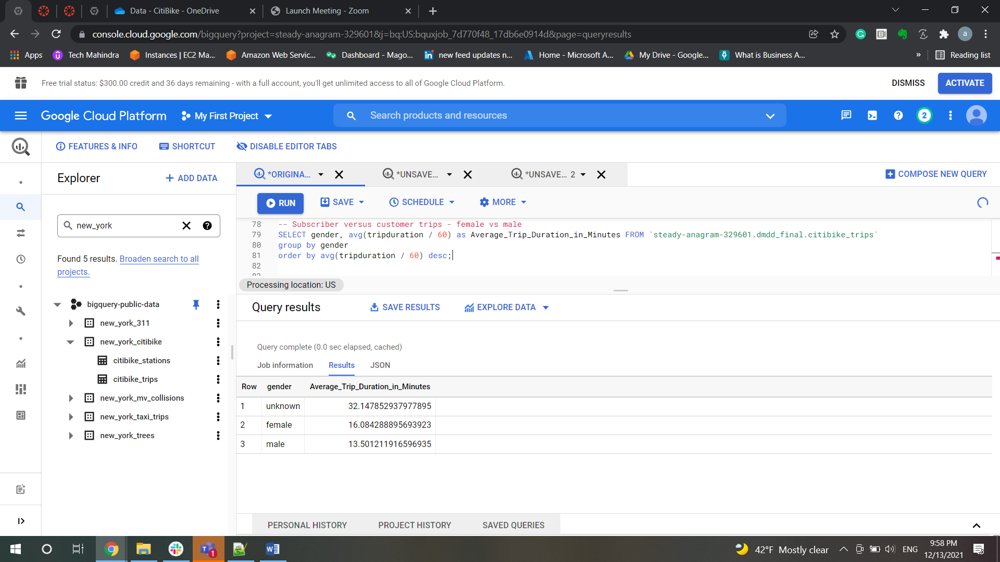 Data - CitiBike - OneDrive
Launch Meeting - Zoom
console.cloud.google.com/bigquery?project=steady-anagram-329601&j=bq:US:bquxjob_7d770f48_17db6e0914d&page=queryresults
a
Apps
Tech Mahindra
Instances | EC2 Ma...
Amazon Web Servic...
Dashboard - Mago...
new feed updates n...
Home - Microsoft A...
My Drive - Google...
What is Business A...
»
Reading list
Free trial status: $300.00 credit and 36 days remaining - with a full account, you'll get unlimited access to all of Google Cloud Platform.
DISMISS
ACTIVATE
Google Cloud Platform
My First Project
Search products and resources
2
FEATURES & INFO
SHORTCUT
DISABLE EDITOR TABS
Explorer
+ ADD DATA
*ORIGINA...
*UNSAVE...
*UNSAVE... 2
COMPOSE NEW QUERY
RUN
SAVE
SCHEDULE
MORE
new_york
Found 5 results. Broaden search to all
projects.
bigquery-public-data
new_york_311
new_york_citibike
citibike_stations
citibike_trips
new_york_mv_collisions
new_york_taxi_trips
new_york_trees
78 -- Subscriber versus customer trips - female vs male
79 SELECT gender, avg(tripduration / 60) as Average_Trip_Duration_in_Minutes FROM `steady-anagram-329601.dmdd_final.citibike_trips`
80 group by gender
81 order by avg(tripduration / 60) desc;
82
Processing location: US
Query results
SAVE RESULTS
EXPLORE DATA
Query complete (0.0 sec elapsed, cached)
Job information
Results
JSON
Row gender Average_Trip_Duration_in_Minutes
1 unknown 32.147852937977895
2 female 16.084288895693923
3 male 13.501211916596935
PERSONAL HISTORY
PROJECT HISTORY
SAVED QUERIES
1
42°F Mostly clear
ENG
9:58 PM
12/13/2021